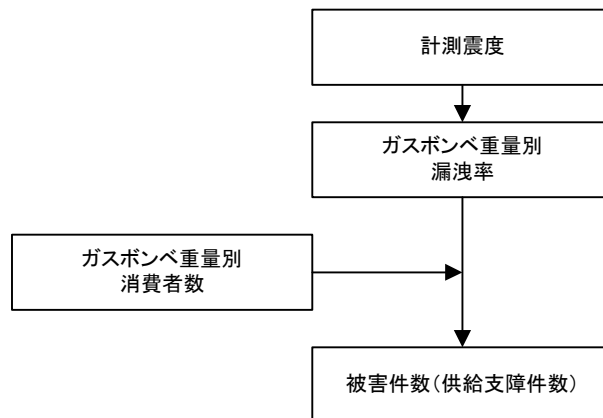 計測震度
ガスボンベ重量別
漏洩率
ガスボンベ重量別
消費者数
被害件数（供給支障件数）